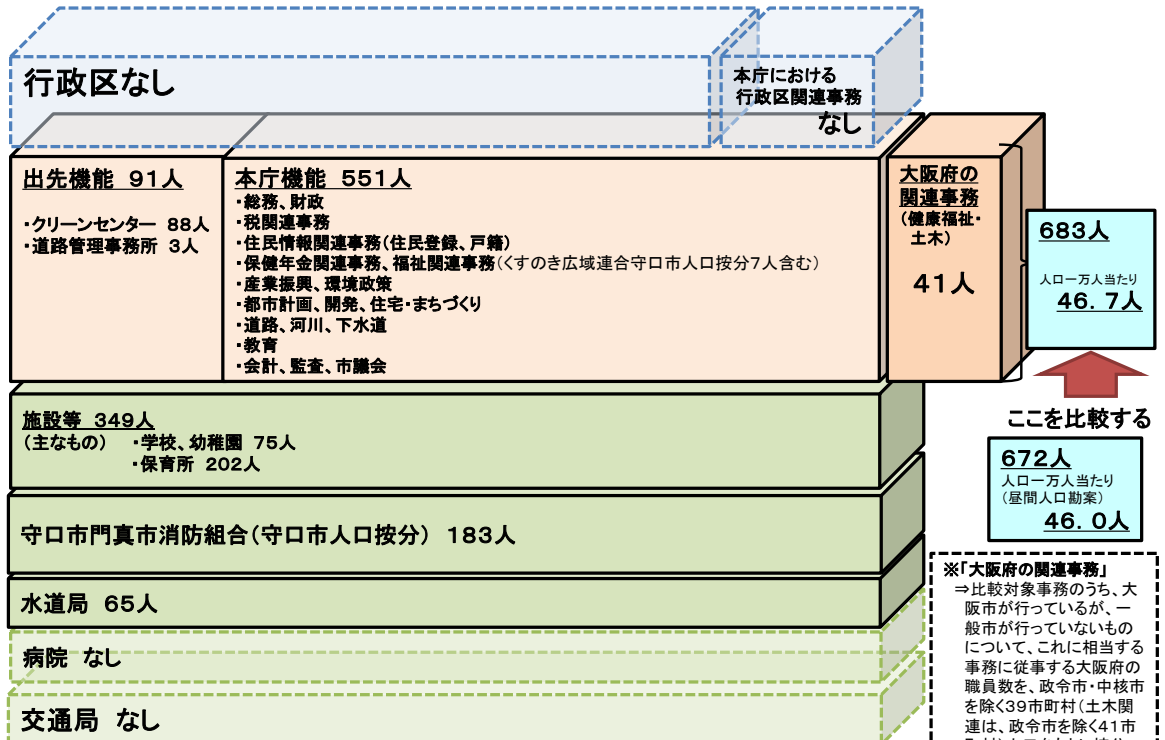 行政区なし
本庁における
行政区関連事務
なし
出先機能 91人
・クリーンセンター 88人
・道路管理事務所 3人
本庁機能 551人
・総務、財政
・税関連事務
・住民情報関連事務(住民登録、戸籍)
・保健年金関連事務、福祉関連事務(くすのき広域連合守口市人口按分7人含む)
・産業振興、環境政策
・都市計画、開発、住宅・まちづくり
・道路、河川、下水道
・教育
・会計、監査、市議会
大阪府の
関連事務
(健康福祉・
土木)
41人
683人
人口一万人当たり
46.7人
ここを比較する
672人
人口一万人当たり
(昼間人口勘案)
46.0人
施設等 349人
(主なもの) ・学校、幼稚園 75人
・保育所 202人
守口市門真市消防組合(守口市人口按分) 183人
水道局 65人
病院 なし
交通局 なし
※「大阪府の関連事務」
⇒比較対象事務のうち、大
阪市が行っているが、一
般市が行っていないもの
について、これに相当する
事務に従事する大阪府の
職員数を、政令市・中核市
を除く39市町村(土木関
連は、政令市を除く41市